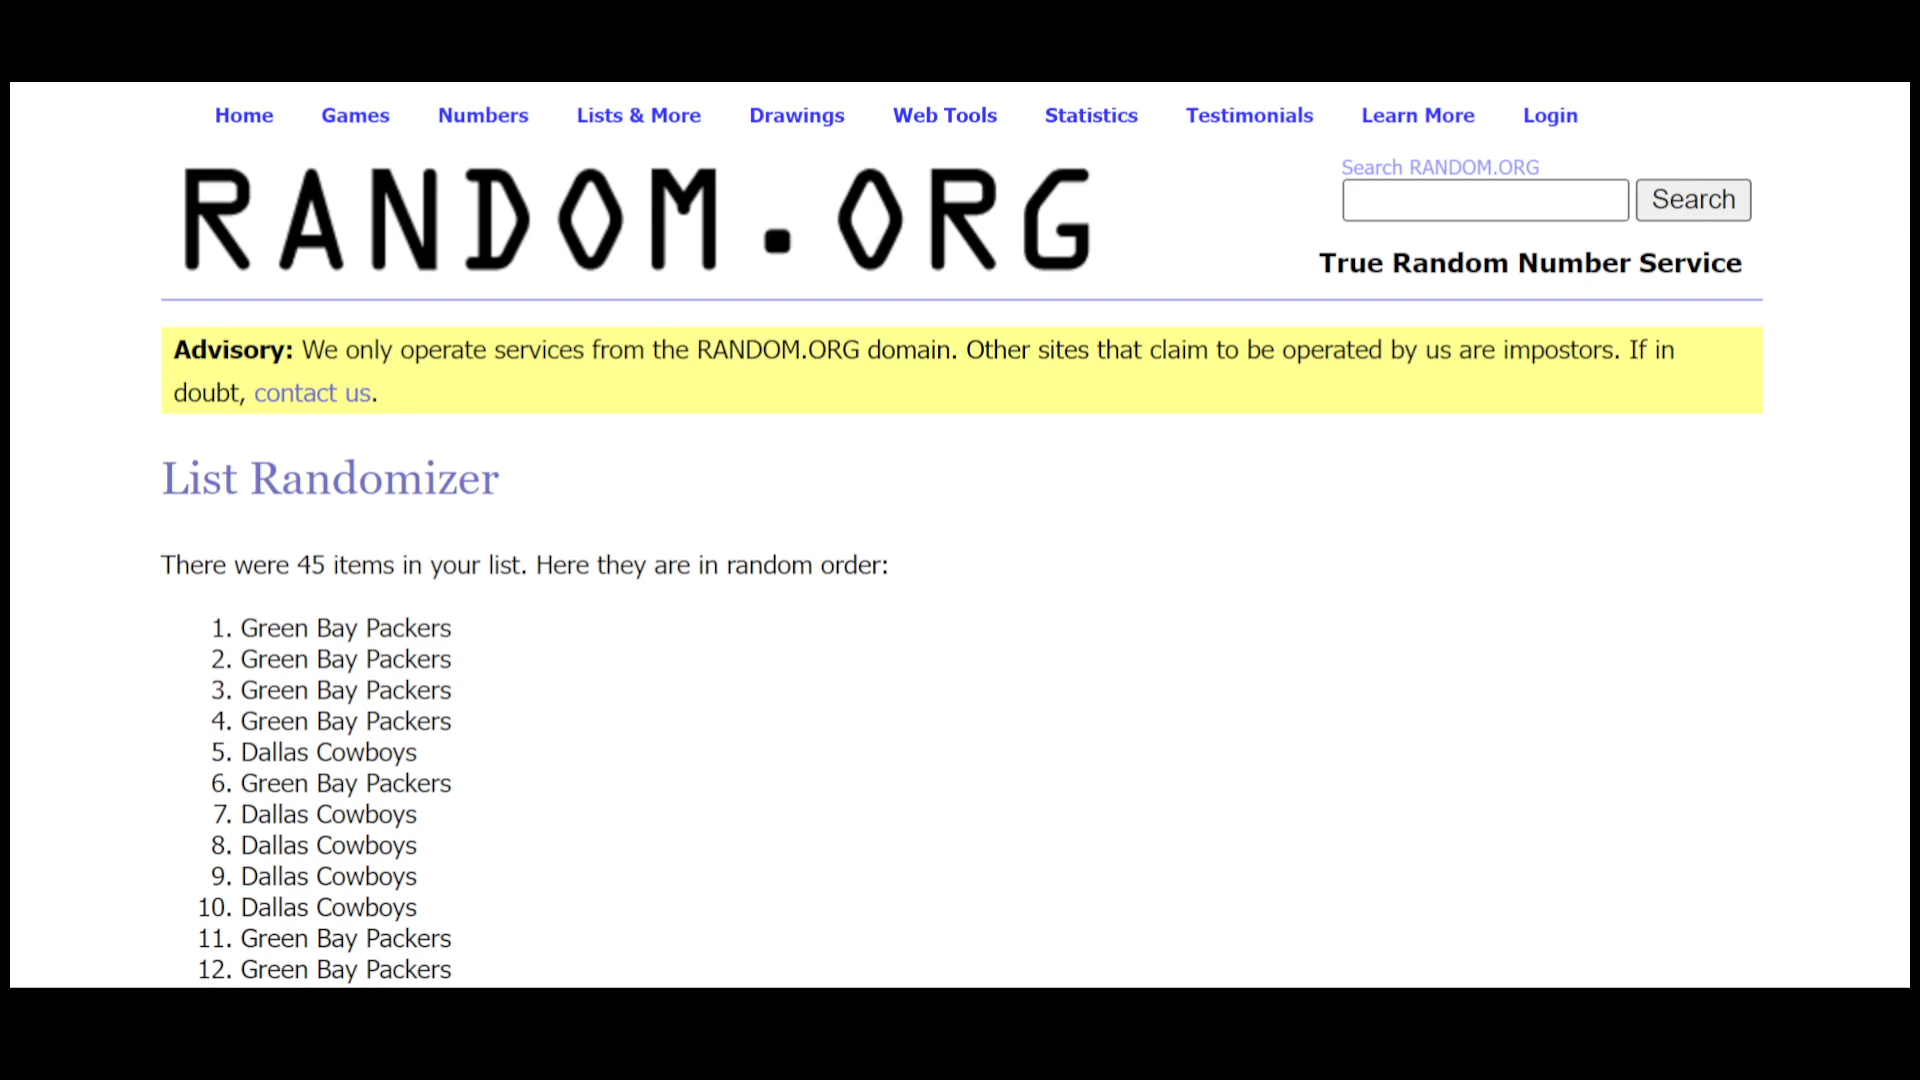 Home Games Numbers Lists & More Drawings Web Tools Statistics Testimonials Learn More Login
RANDOM.ORG
Search RANDOM.ORG
Search
True Random Number Service
Advisory: We only operate services from the RANDOM.ORG domain. Other sites that claim to be operated by us are impostors. If in
doubt, contact us.
List Randomizer
There were 45 items in your list. Here they are in random order:
1. Green Bay Packers
2. Green Bay Packers
3. Green Bay Packers
4. Green Bay Packers
5. Dallas Cowboys
6. Green Bay Packers
7. Dallas Cowboys
8. Dallas Cowboys
9. Dallas Cowboys
10. Dallas Cowboys
11. Green Bay Packers
12. Green Bay Packers